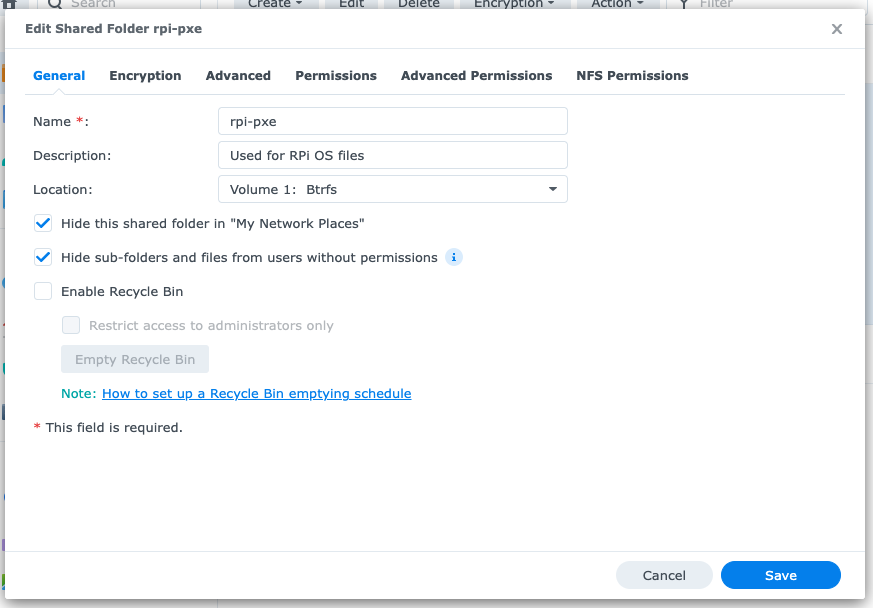 Search Create Edit Delete Encryption Action Filter
Edit Shared Folder rpi-pxe
General Encryption Advanced Permissions Advanced Permissions NFS Permissions
Name *: rpi-pxe
Description: Used for RPi OS files
Location: Volume 1: Btrfs
Hide this shared folder in "My Network Places"
Hide sub-folders and files from users without permissions
Enable Recycle Bin
Restrict access to administrators only
Empty Recycle Bin
Note: How to set up a Recycle Bin emptying schedule
* This field is required.
Cancel Save